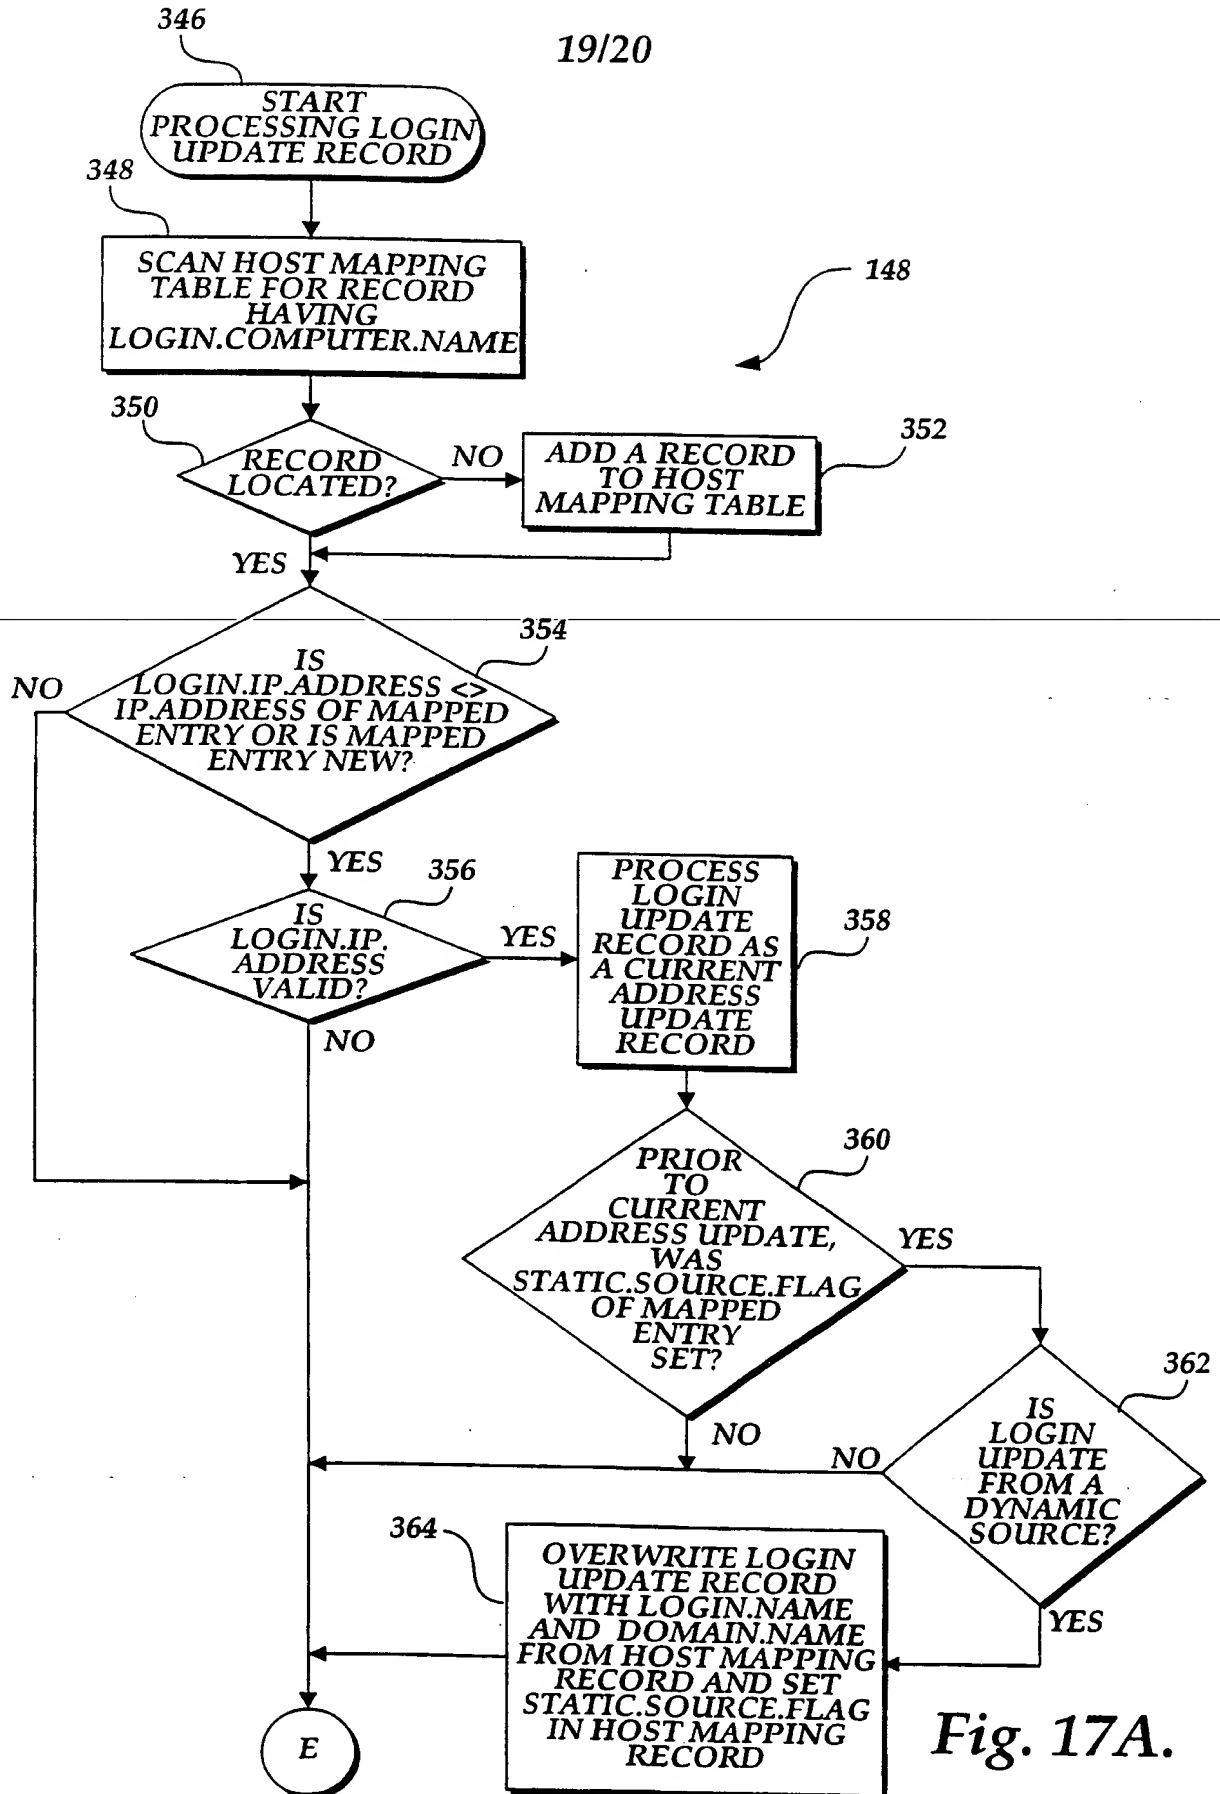 19/20
346
START
PROCESSING LOGIN
UPDATE RECORD
348
SCAN HOST MAPPING
TABLE FOR RECORD
HAVING
LOGIN.COMPUTER.NAME
148
350
RECORD
LOCATED?
NO
352
ADD A RECORD
TO HOST
MAPPING TABLE
YES
354
IS
LOGIN.IP.ADDRESS <>
IP.ADDRESS OF MAPPED
ENTRY OR IS MAPPED
ENTRY NEW?
NO
YES
356
IS
LOGIN.IP.
ADDRESS
VALID?
YES
NO
358
PROCESS
LOGIN
UPDATE
RECORD AS
A CURRENT
ADDRESS
UPDATE
RECORD
360
PRIOR
TO
CURRENT
ADDRESS UPDATE,
WAS
STATIC.SOURCE.FLAG
OF MAPPED
ENTRY
SET?
YES
NO
362
IS
LOGIN
UPDATE
FROM A
DYNAMIC
SOURCE?
NO
YES
364
OVERWRITE LOGIN
UPDATE RECORD
WITH LOGIN.NAME
AND DOMAIN.NAME
FROM HOST MAPPING
RECORD AND SET
STATIC.SOURCE.FLAG
IN HOST MAPPING
RECORD
E
Fig. 17A.